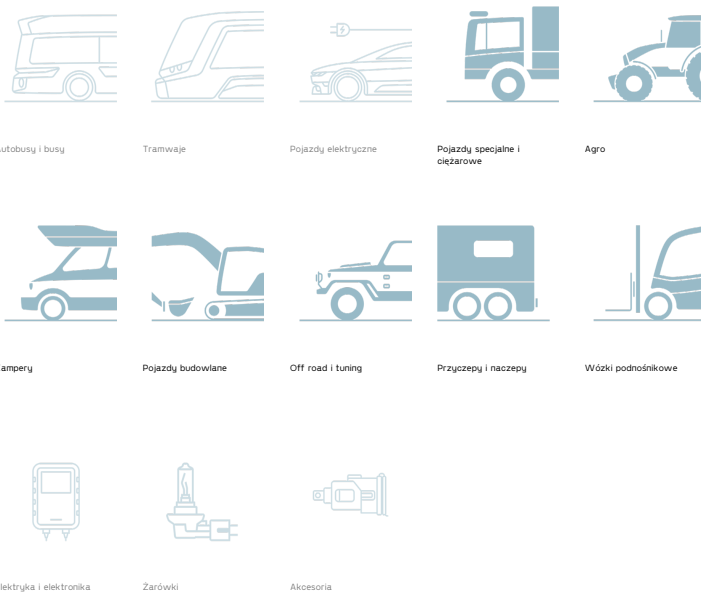 utobusy i busy
Tramwaje
Pojazdy elektryczne
Pojazdy specjalne i
ciężarowe
Agro
ampery
Pojazdy budowlane
Off road i tuning
Przyczepy i naczepy
Wózki podnośnikowe
lektryka i elektronika
Żarówki
Akcesoria